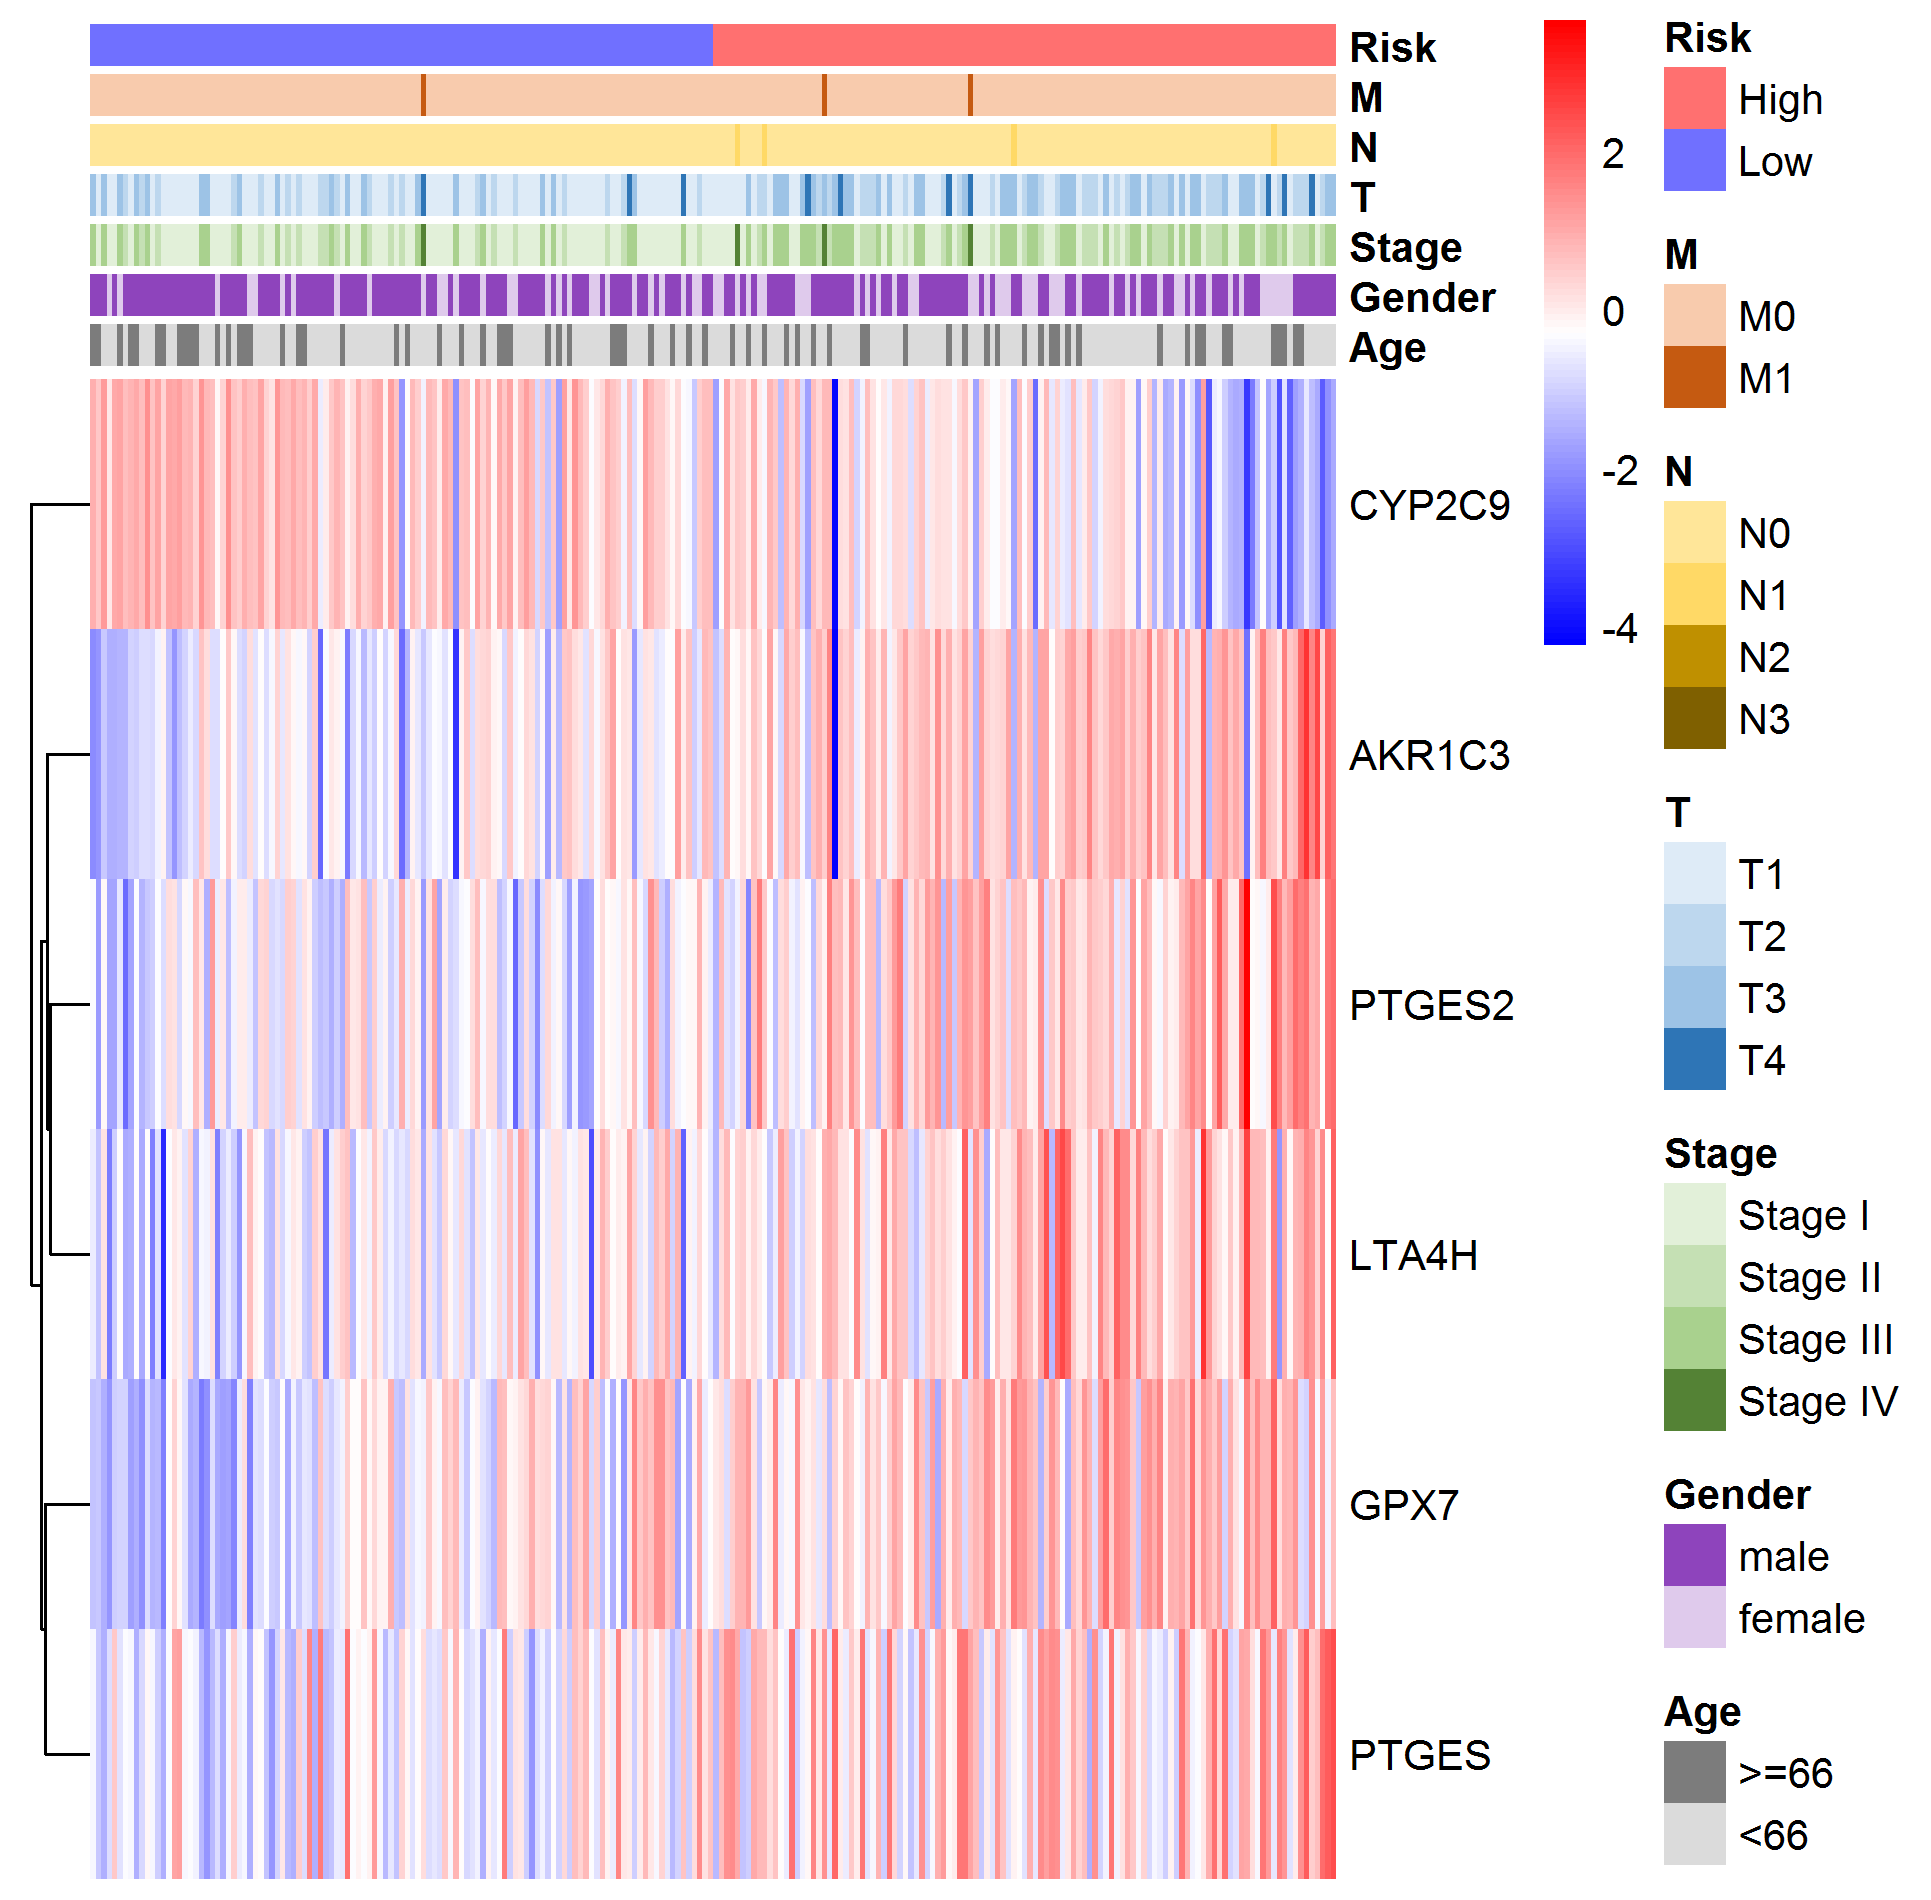 Risk
M
N
T
Stage
Gender
Age
CYP2C9
AKR1C3
PTGES2
LTA4H
GPX7
PTGES
2
0
-2
-4
Risk
High
Low
M
M0
M1
N
N0
N1
N2
N3
T
T1
T2
T3
T4
Stage
Stage I
Stage II
Stage III
Stage IV
Gender
male
female
Age
>=66
<66